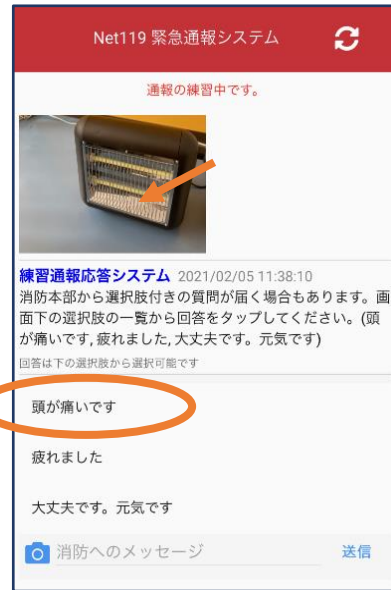 Net119 緊急通報システム
通報の練習中です。
練習通報応答システム 2021/02/05 11:38:10
消防本部から選択肢付きの質問が届く場合もあります。画
面下の選択肢の一覧から回答をタップしてください。(頭
が痛いです, 疲れました, 大丈夫です。元気です)
回答は下の選択肢から選択可能です
頭が痛いです
疲れました
大丈夫です。元気です
消防へのメッセージ 送信